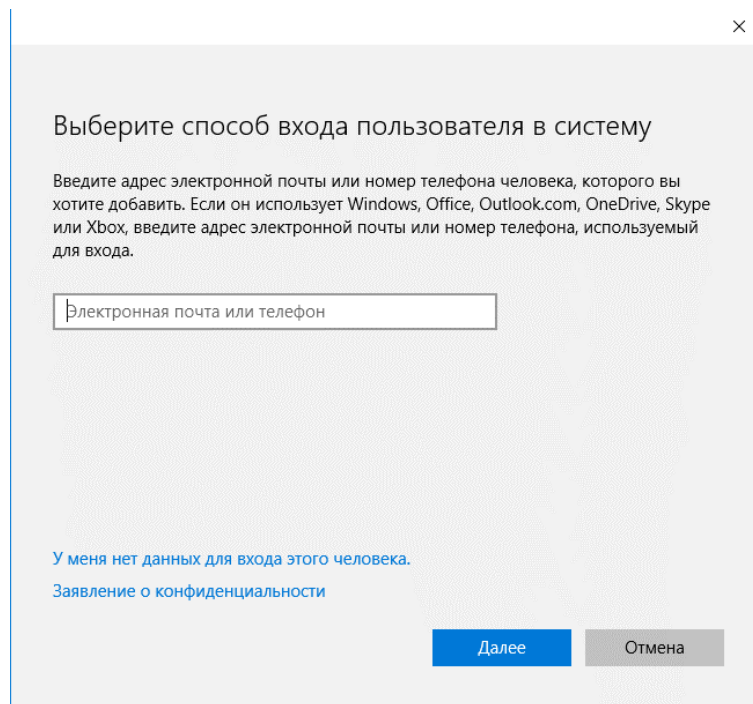 Выберите способ входа пользователя в систему
Введите адрес электронной почты или номер телефона человека, которого вы
хотите добавить. Если он использует Windows, Office, Outlook.com, OneDrive, Skype
или Xbox, введите адрес электронной почты или номер телефона, используемый
для входа.
Электронная почта или телефон
У меня нет данных для входа этого человека.
Заявление о конфиденциальности
Далее
Отмена